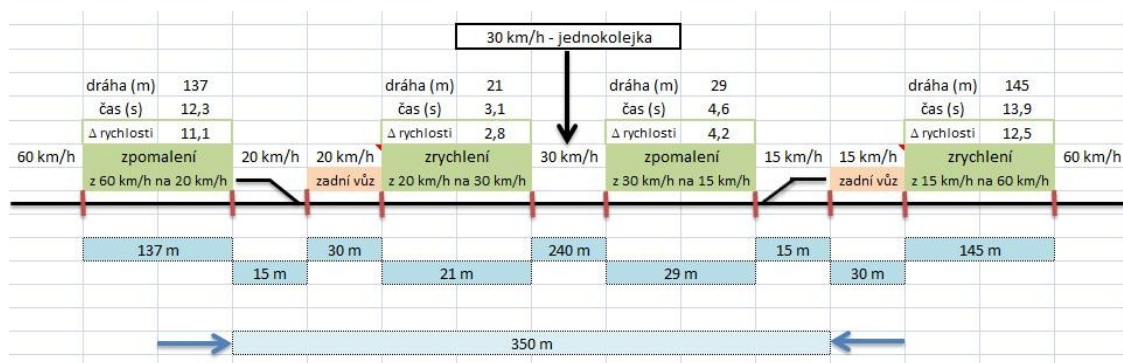 30 km/h - jednokolejka
dráha (m) 137 dráha (m) 21 dráha (m) 29 dráha (m) 145
čas (s) 12,3 čas (s) 3,1 čas (s) 4,6 čas (s) 13,9
Δ rychlosti 11,1 Δ rychlosti 2,8 Δ rychlosti 4,2 Δ rychlosti 12,5
60 km/h zpomalení 20 km/h 20 km/h zrychlení 30 km/h zpomalení 15 km/h 15 km/h zrychlení 60 km/h
z 60 km/h na 20 km/h zadní vůz z 20 km/h na 30 km/h z 30 km/h na 15 km/h zadní vůz z 15 km/h na 60 km/h
137 m 30 m 240 m 15 m 145 m
15 m 21 m 29 m 30 m
350 m